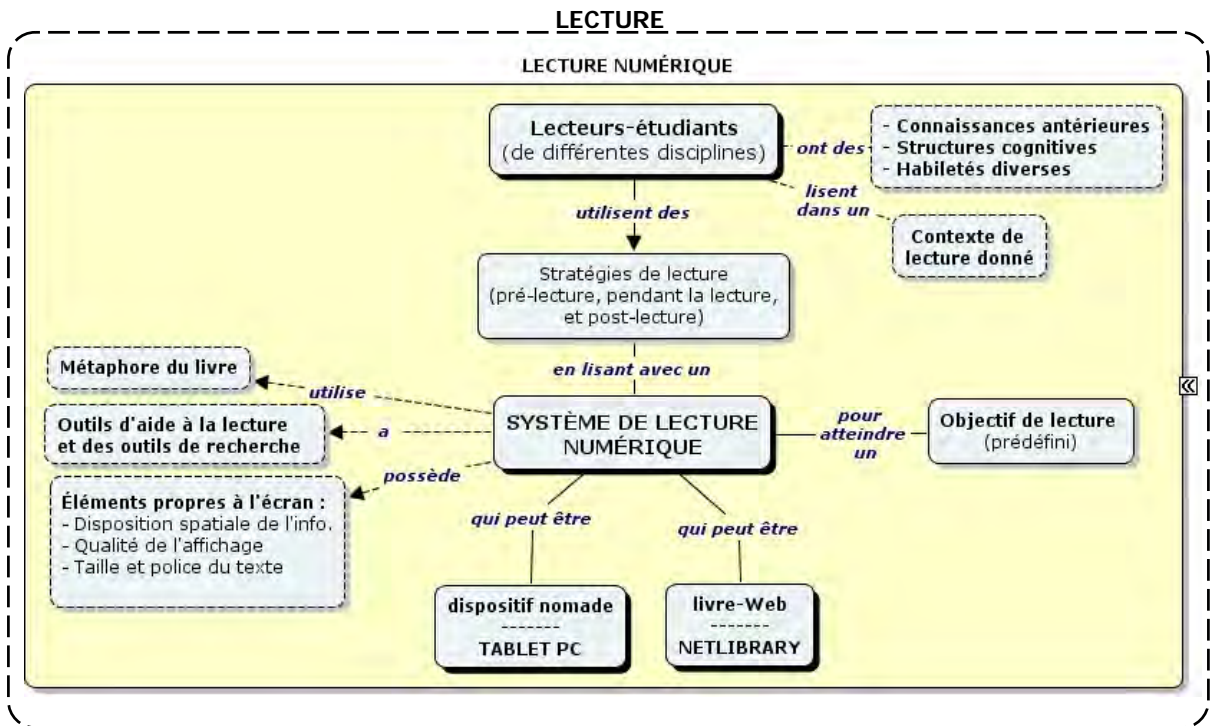 LECTURE
LECTURE NUMÉRIQUE
Lecteurs-étudiants
(de différentes disciplines)
ont des
- Connaissances antérieures
- Structures cognitives
- Habiletés diverses
lisent
dans un
Contexte de
lecture donné
utilisent des
Stratégies de lecture
(pré-lecture, pendant la lecture,
et post-lecture)
en lisant avec un
Métaphore du livre
utilise
Outils d'aide à la lecture
et des outils de recherche
a
SYSTÈME DE LECTURE
NUMÉRIQUE
pour
atteindre
un
Objectif de lecture
(prédéfini)
possède
Éléments propres à l'écran :
- Disposition spatiale de l'info.
- Qualité de l'affichage
- Taille et police du texte
qui peut être
qui peut être
dispositif nomade
-------
TABLET PC
livre-Web
-------
NETLIBRARY